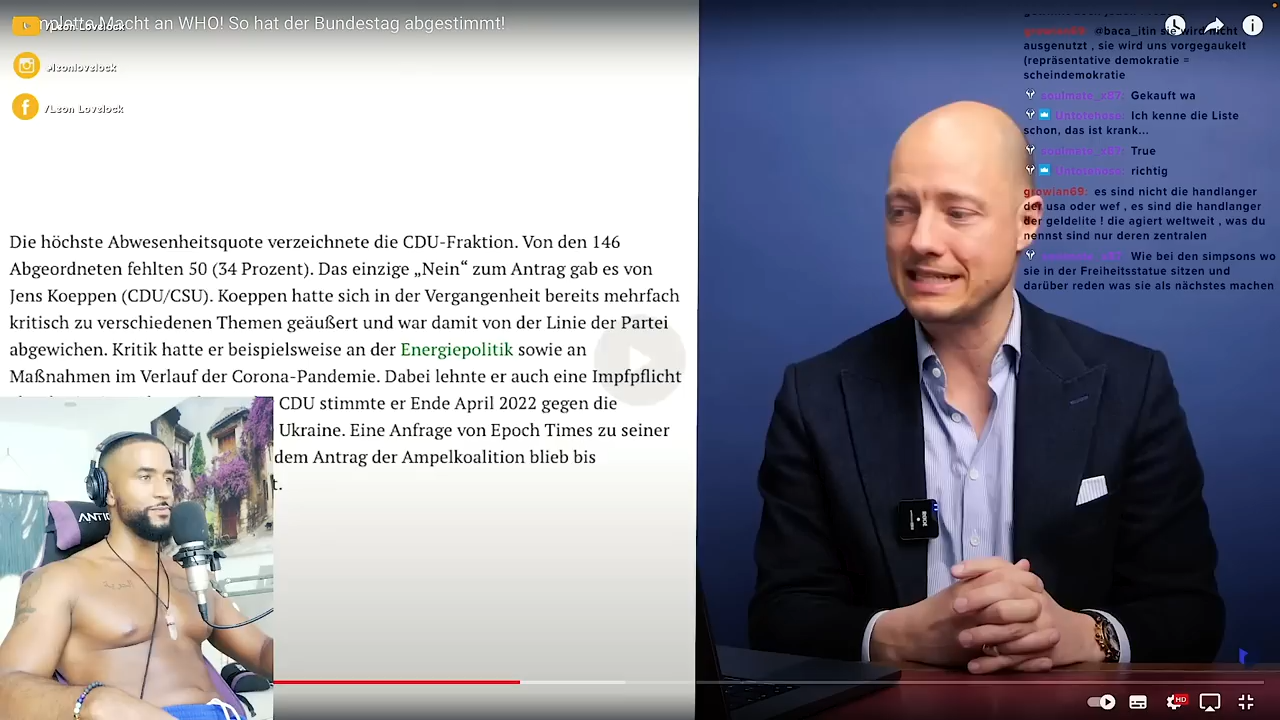 Komplette Macht an WHO! So hat der Bundestag abgestimmt!
/Leon Lovelock
#leonlovelock
/Leon Lovelock
Die höchste Abwesenheitsquote verzeichnete die CDU-Fraktion. Von den 146
Abgeordneten fehlten 50 (34 Prozent). Das einzige „Nein“ zum Antrag gab es von
Jens Koeppen (CDU/CSU). Koeppen hatte sich in der Vergangenheit bereits mehrfach
kritisch zu verschiedenen Themen geäußert und war damit von der Linie der Partei
abgewichen. Kritik hatte er beispielsweise an der Energiepolitik sowie an
Maßnahmen im Verlauf der Corona-Pandemie. Dabei lehnte er auch eine Impfpflicht
CDU stimmte er Ende April 2022 gegen die
Ukraine. Eine Anfrage von Epoch Times zu seiner
dem Antrag der Ampelkoalition blieb bis
t.
ANTIC
growian69: @baca_itin sie wird nicht
ausgenutzt , sie wird uns vorgegaukelt
(repräsentative demokratie =
scheindemokratie
soulmate_x87: Gekauft wa
Untotehose: Ich kenne die Liste
schon, das ist krank...
soulmate_x87: True
Untotehose: richtig
growian69: es sind nicht die handlanger
der usa oder wef , es sind die handlanger
der geldelite ! die agiert weltweit , was du
nennst sind nur deren zentralen
soulmate_x87: Wie bei den simpsons wo
sie in der Freiheitsstatue sitzen und
darüber reden was sie als nächstes machen
HD